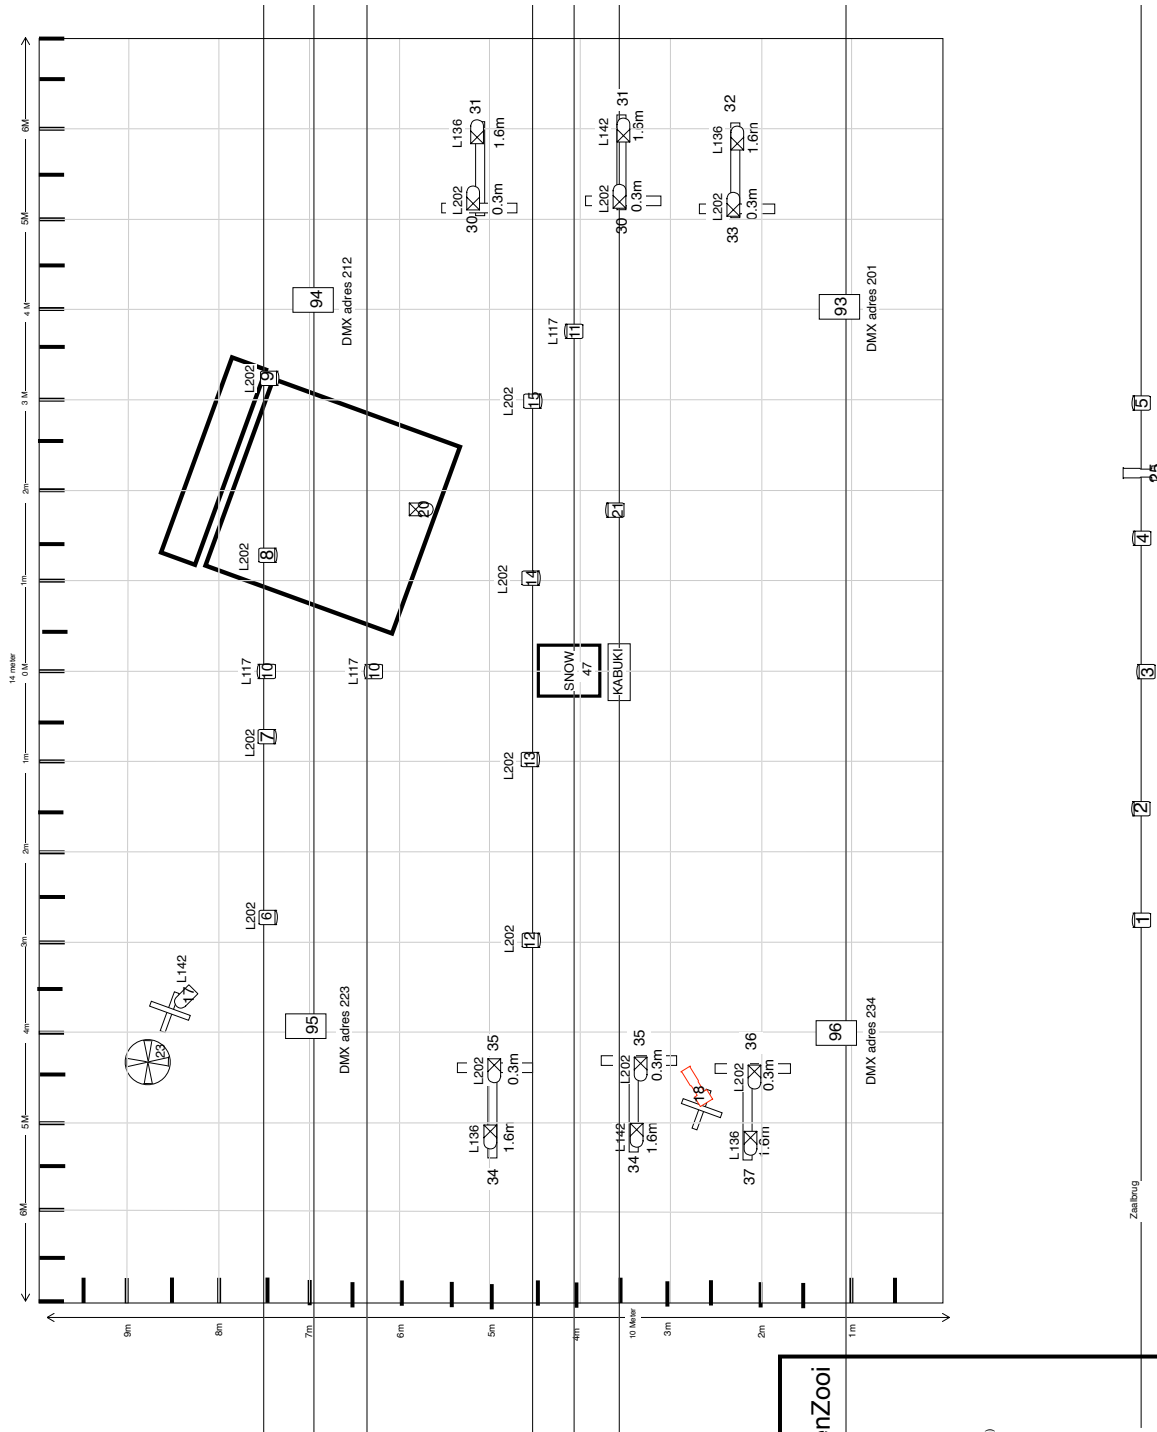 6M
5M
4 M
3 M
2m
1m
0 M
14 meter
1m
2m
3m
4m
5 M
6M
9m
8m
7m
6m
5m
4m
10 Meter
3m
2m
1m
31
L136
1.6m
L202
0.3m
30
31
L142
1.6m
L202
0.3m
30
32
L136
1.6m
L202
0.3m
33
94
DMX adres 212
93
DMX adres 201
L117
11
L202
9
L202
15
5
20
21
4
L202
8
L202
14
L117
10
L117
10
SNOW
47
KABUKI
3
L202
7
L202
13
2
L202
6
L202
12
1
L142
17
23
95
DMX adres 223
96
DMX adres 234
35
L202
0.3m
L136
1.6m
34
35
L202
0.3m
L142
1.6m
34
18
36
L202
0.3m
L136
1.6m
37
Zaalbrug
enZooi